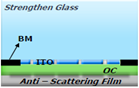 Strengthen Glass
BM
ITO
OC
Anti - Scattering Film